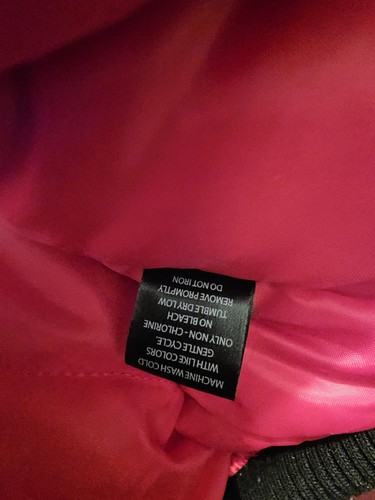 MACHINE WASH COLD
WITH LIKE COLORS
GENTLE CYCLE.
ONLY NON - CHLORINE
NO BLEACH
TUMBLE DRY LOW
REMOVE PROMPTLY
DO NOT IRON